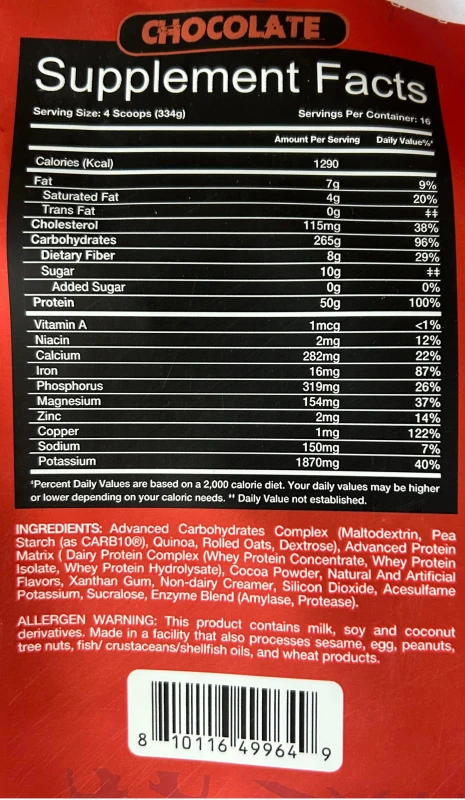 CHOCOLATE
Supplement Facts
Serving Size: 4 Scoops (334g) Servings Per Container: 16
Amount Per Serving Daily Value%*
Calories (Kcal) 1290
Fat 7g 9%
Saturated Fat 4g 20%
Trans Fat 0g ‡‡
Cholesterol 115mg 38%
Carbohydrates 265g 96%
Dietary Fiber 8g 29%
Sugar 10g ‡‡
Added Sugar 0g 0%
Protein 50g 100%
Vitamin A 1mcg <1%
Niacin 2mg 12%
Calcium 282mg 22%
Iron 16mg 87%
Phosphorus 319mg 26%
Magnesium 154mg 37%
Zinc 2mg 14%
Copper 1mg 122%
Sodium 150mg 7%
Potassium 1870mg 40%
‡Percent Daily Values are based on a 2,000 calorie diet. Your daily values may be higher
or lower depending on your caloric needs. ‡‡ Daily Value not established.
INGREDIENTS: Advanced Carbohydrates Complex (Maltodextrin, Pea
Starch (as CARB10®), Quinoa, Rolled Oats, Dextrose), Advanced Protein
Matrix ( Dairy Protein Complex (Whey Protein Concentrate, Whey Protein
Isolate, Whey Protein Hydrolysate), Cocoa Powder, Natural And Artificial
Flavors, Xanthan Gum, Non-dairy Creamer, Silicon Dioxide, Acesulfame
Potassium, Sucralose, Enzyme Blend (Amylase, Protease).
ALLERGEN WARNING: This product contains milk, soy and coconut
derivatives. Made in a facility that also processes sesame, egg, peanuts,
tree nuts, fish/ crustaceans/shellfish oils, and wheat products.
8 10116 49964 9